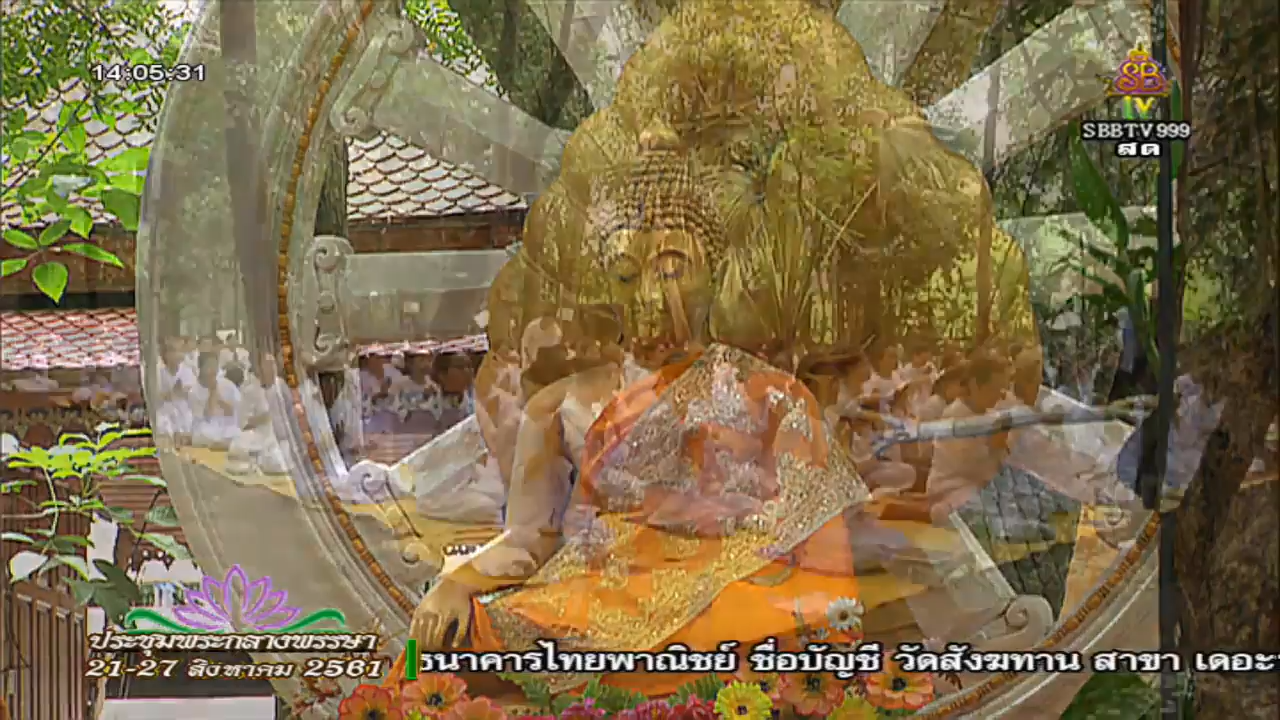 14:05:31
SB
TV
SBBTV999
สด
ประชุมพระกลางพรรษา
21-27 สิงหาคม 2561
ธนาคารไทยพาณิชย์ ชื่อบัญชี วัดสังฆทาน สาขา เดอะ